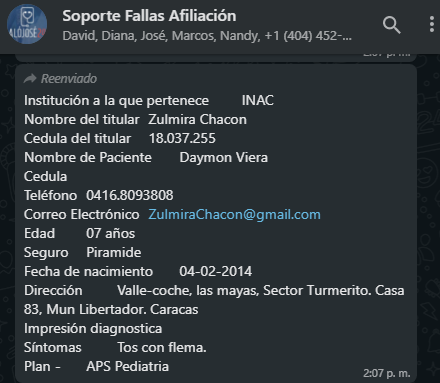 Soporte Fallas Afiliación
David, Diana, José, Marcos, Nandy, +1 (404) 452-...
Reenviado
Institución a la que pertenece INAC
Nombre del titular Zulmira Chacon
Cedula del titular 18.037.255
Nombre de Paciente Daymon Viera
Cedula
Teléfono 0416.8093808
Correo Electrónico ZulmiraChacon@gmail.com
Edad 07 años
Seguro Piramide
Fecha de nacimiento 04-02-2014
Dirección Valle-coche, las mayas, Sector Turmerito. Casa
83, Mun Libertador. Caracas
Impresión diagnostica
Síntomas Tos con flema.
Plan - APS Pediatria
2:07 p. m.